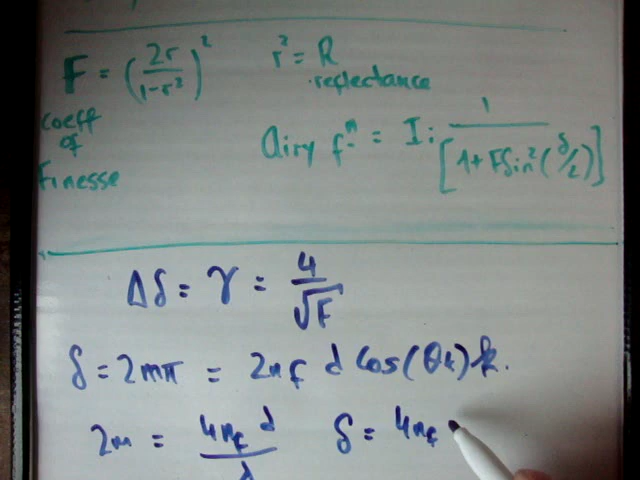 F = (2r / 1-r²)² r² = R
reflectance
coeff
of
Finesse
Airy fⁿ = Ii 1 / [1 + F sin²(δ/2)]
Δδ = γ = 4 / √F
δ = 2mπ = 2nf d cos(θt) k.
2m = 4nf d / λ δ = 4nf